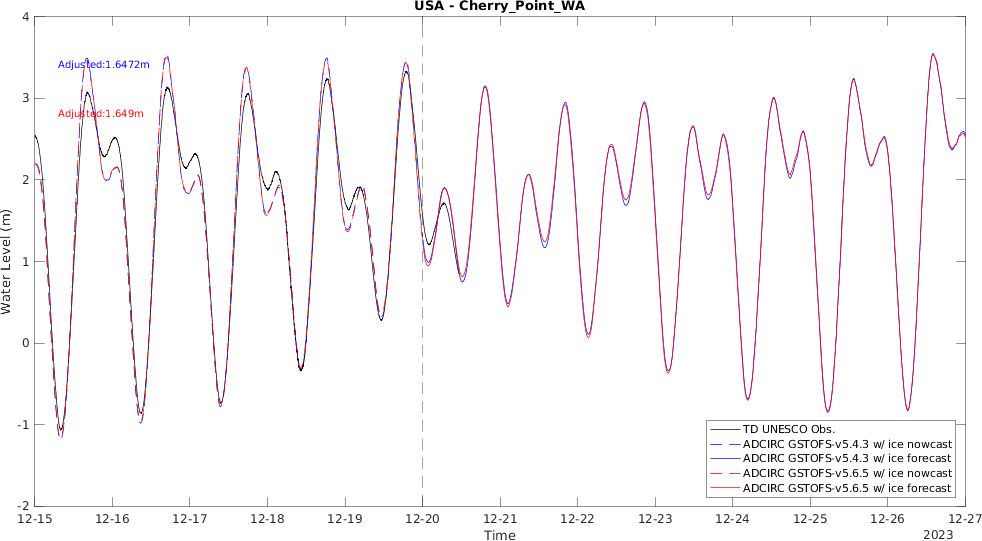 USA - Cherry_Point_WA
4
3
2
1
0
-1
-2
Water Level (m)
Adjusted:1.6472m
Adjusted:1.649m
TD UNESCO Obs.
ADCIRC GSTOFS-v5.4.3 w/ ice nowcast
ADCIRC GSTOFS-v5.4.3 w/ ice forecast
ADCIRC GSTOFS-v5.6.5 w/ ice nowcast
ADCIRC GSTOFS-v5.6.5 w/ ice forecast
12-15 12-16 12-17 12-18 12-19 12-20 12-21 12-22 12-23 12-24 12-25 12-26 12-27
Time
2023